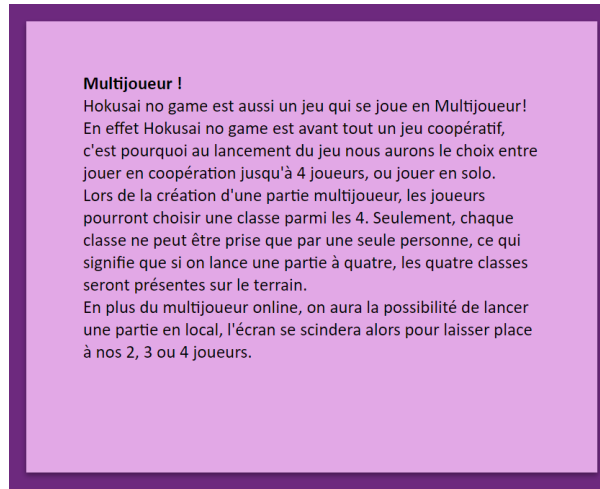 Multijoueur !
Hokusai no game est aussi un jeu qui se joue en Multijoueur!
En effet Hokusai no game est avant tout un jeu coopératif,
c'est pourquoi au lancement du jeu nous aurons le choix entre
jouer en coopération jusqu'à 4 joueurs, ou jouer en solo.
Lors de la création d'une partie multijoueur, les joueurs
pourront choisir une classe parmi les 4. Seulement, chaque
classe ne peut être prise que par une seule personne, ce qui
signifie que si on lance une partie à quatre, les quatre classes
seront présentes sur le terrain.
En plus du multijoueur online, on aura la possibilité de lancer
une partie en local, l'écran se scindera alors pour laisser place
à nos 2, 3 ou 4 joueurs.